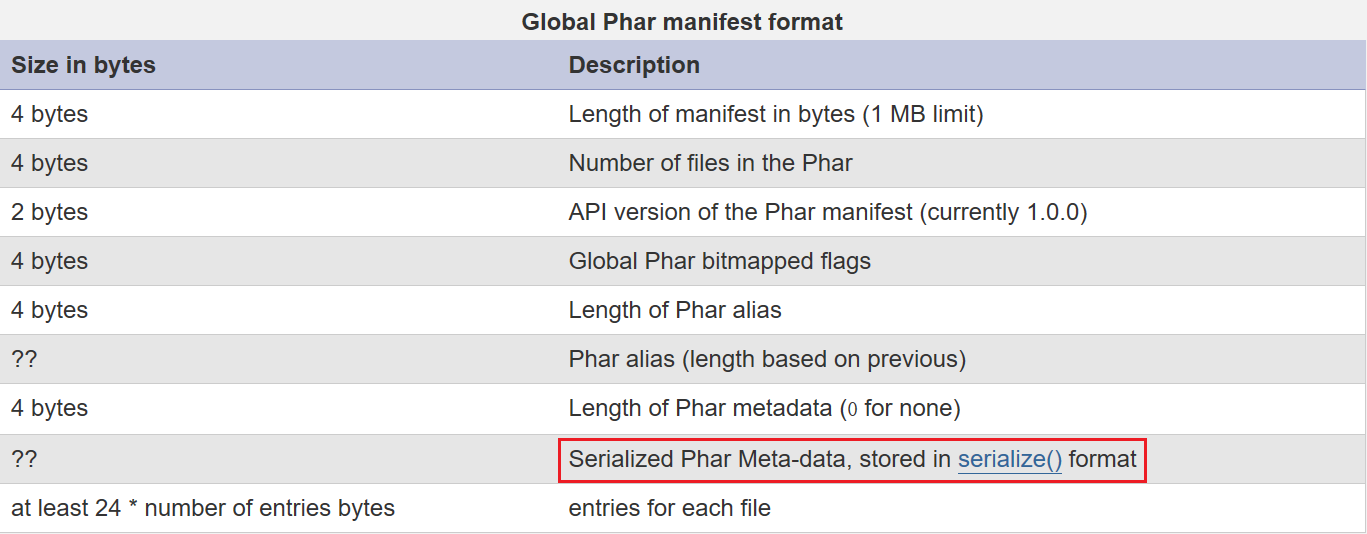 Global Phar manifest format
Size in bytes Description
4 bytes Length of manifest in bytes (1 MB limit)
4 bytes Number of files in the Phar
2 bytes API version of the Phar manifest (currently 1.0.0)
4 bytes Global Phar bitmapped flags
4 bytes Length of Phar alias
?? Phar alias (length based on previous)
4 bytes Length of Phar metadata (0 for none)
?? Serialized Phar Meta-data, stored in serialize() format
at least 24 * number of entries bytes entries for each file